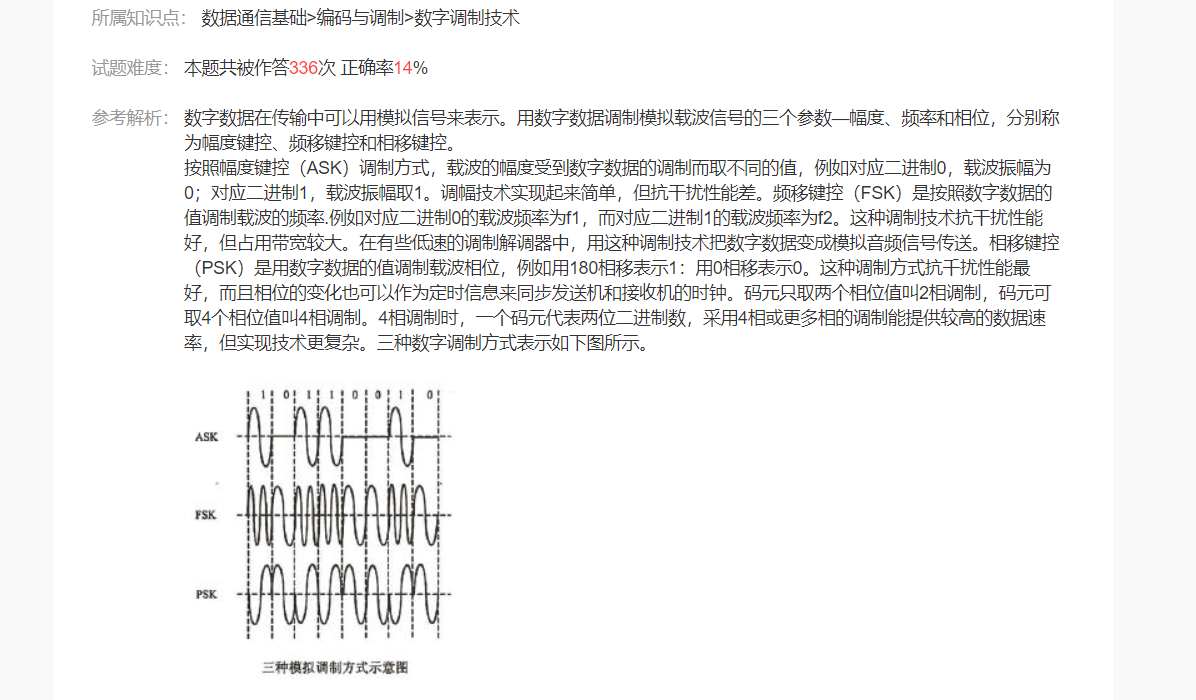 所属知识点： 数据通信基础>编码与调制>数字调制技术
试题难度： 本题共被作答336次 正确率14%
参考解析： 数字数据在传输中可以用模拟信号来表示。用数字数据调制模拟载波信号的三个参数—幅度、频率和相位，分别称
为幅度键控、频移键控和相移键控。
按照幅度键控（ASK）调制方式，载波的幅度受到数字数据的调制而取不同的值，例如对应二进制0，载波振幅为
0；对应二进制1，载波振幅取1。调幅技术实现起来简单，但抗干扰性能差。频移键控（FSK）是按照数字数据的
值调制载波的频率.例如对应二进制0的载波频率为f1，而对应二进制1的载波频率为f2。这种调制技术抗干扰性能
好，但占用带宽较大。在有些低速的调制解调器中，用这种调制技术把数字数据变成模拟音频信号传送。相移键控
（PSK）是用数字数据的值调制载波相位，例如用180相移表示1：用0相移表示0。这种调制方式抗干扰性能最
好，而且相位的变化也可以作为定时信息来同步发送机和接收机的时钟。码元只取两个相位值叫2相调制，码元可
取4个相位值叫4相调制。4相调制时，一个码元代表两位二进制数，采用4相或更多相的调制能提供较高的数据速
率，但实现技术更复杂。三种数字调制方式表示如下图所示。
1 0 1 1 0 0 1 0
ASK
FSK
PSK
三种模拟调制方式示意图